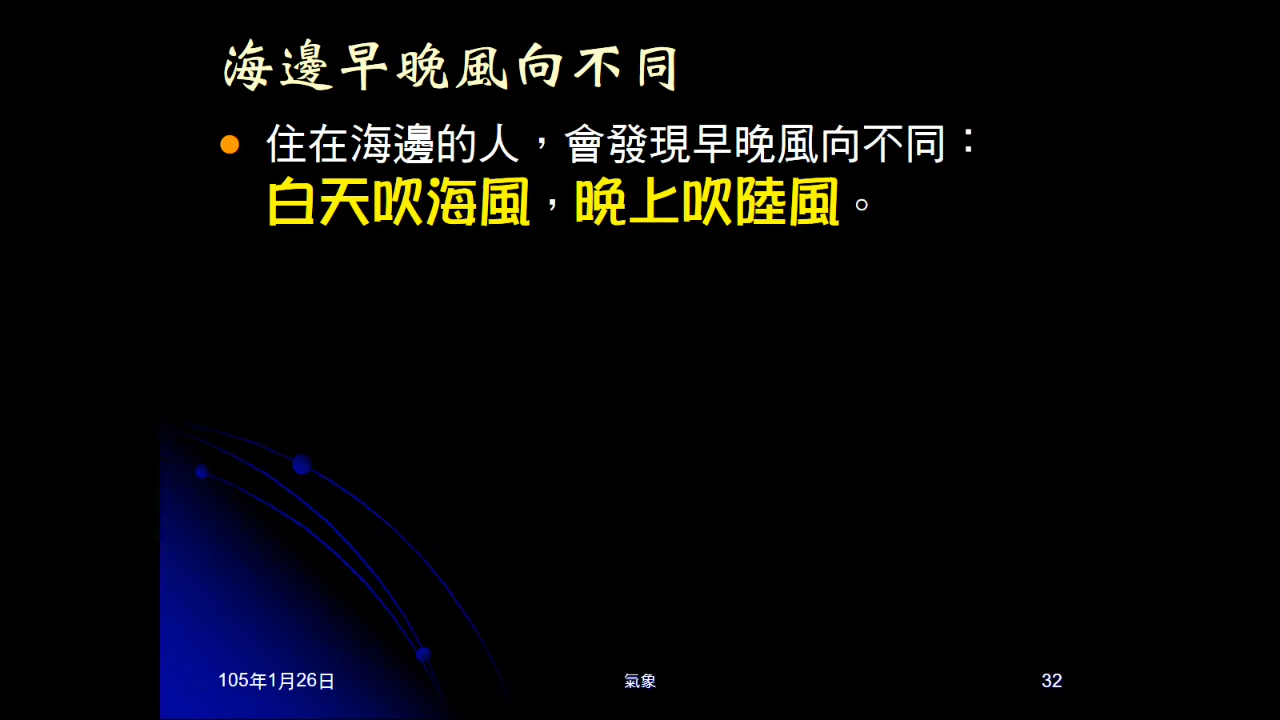 海邊早晚風向不同
住在海邊的人，會發現早晚風向不同：
白天吹海風，晚上吹陸風。
105年1月26日
氣象
32